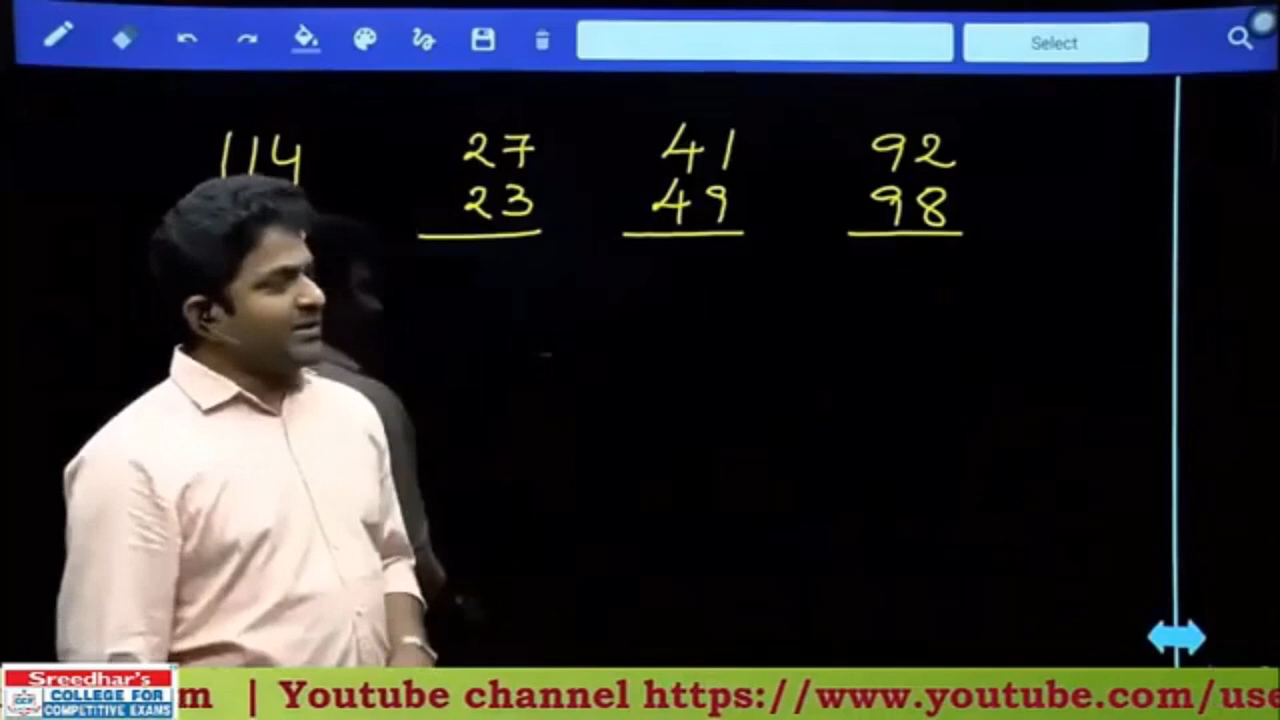 Select
114 27 41 92
23 49 98
Sreedhar's
COLLEGE FOR
COMPETITIVE EXAMS
m | Youtube channel https://www.youtube.com/use